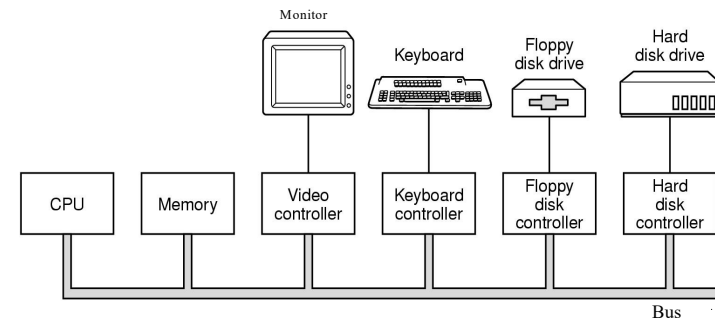 Monitor
Keyboard
Floppy
disk drive
Hard
disk drive
CPU
Memory
Video
controller
Keyboard
controller
Floppy
disk
controller
Hard
disk
controller
Bus